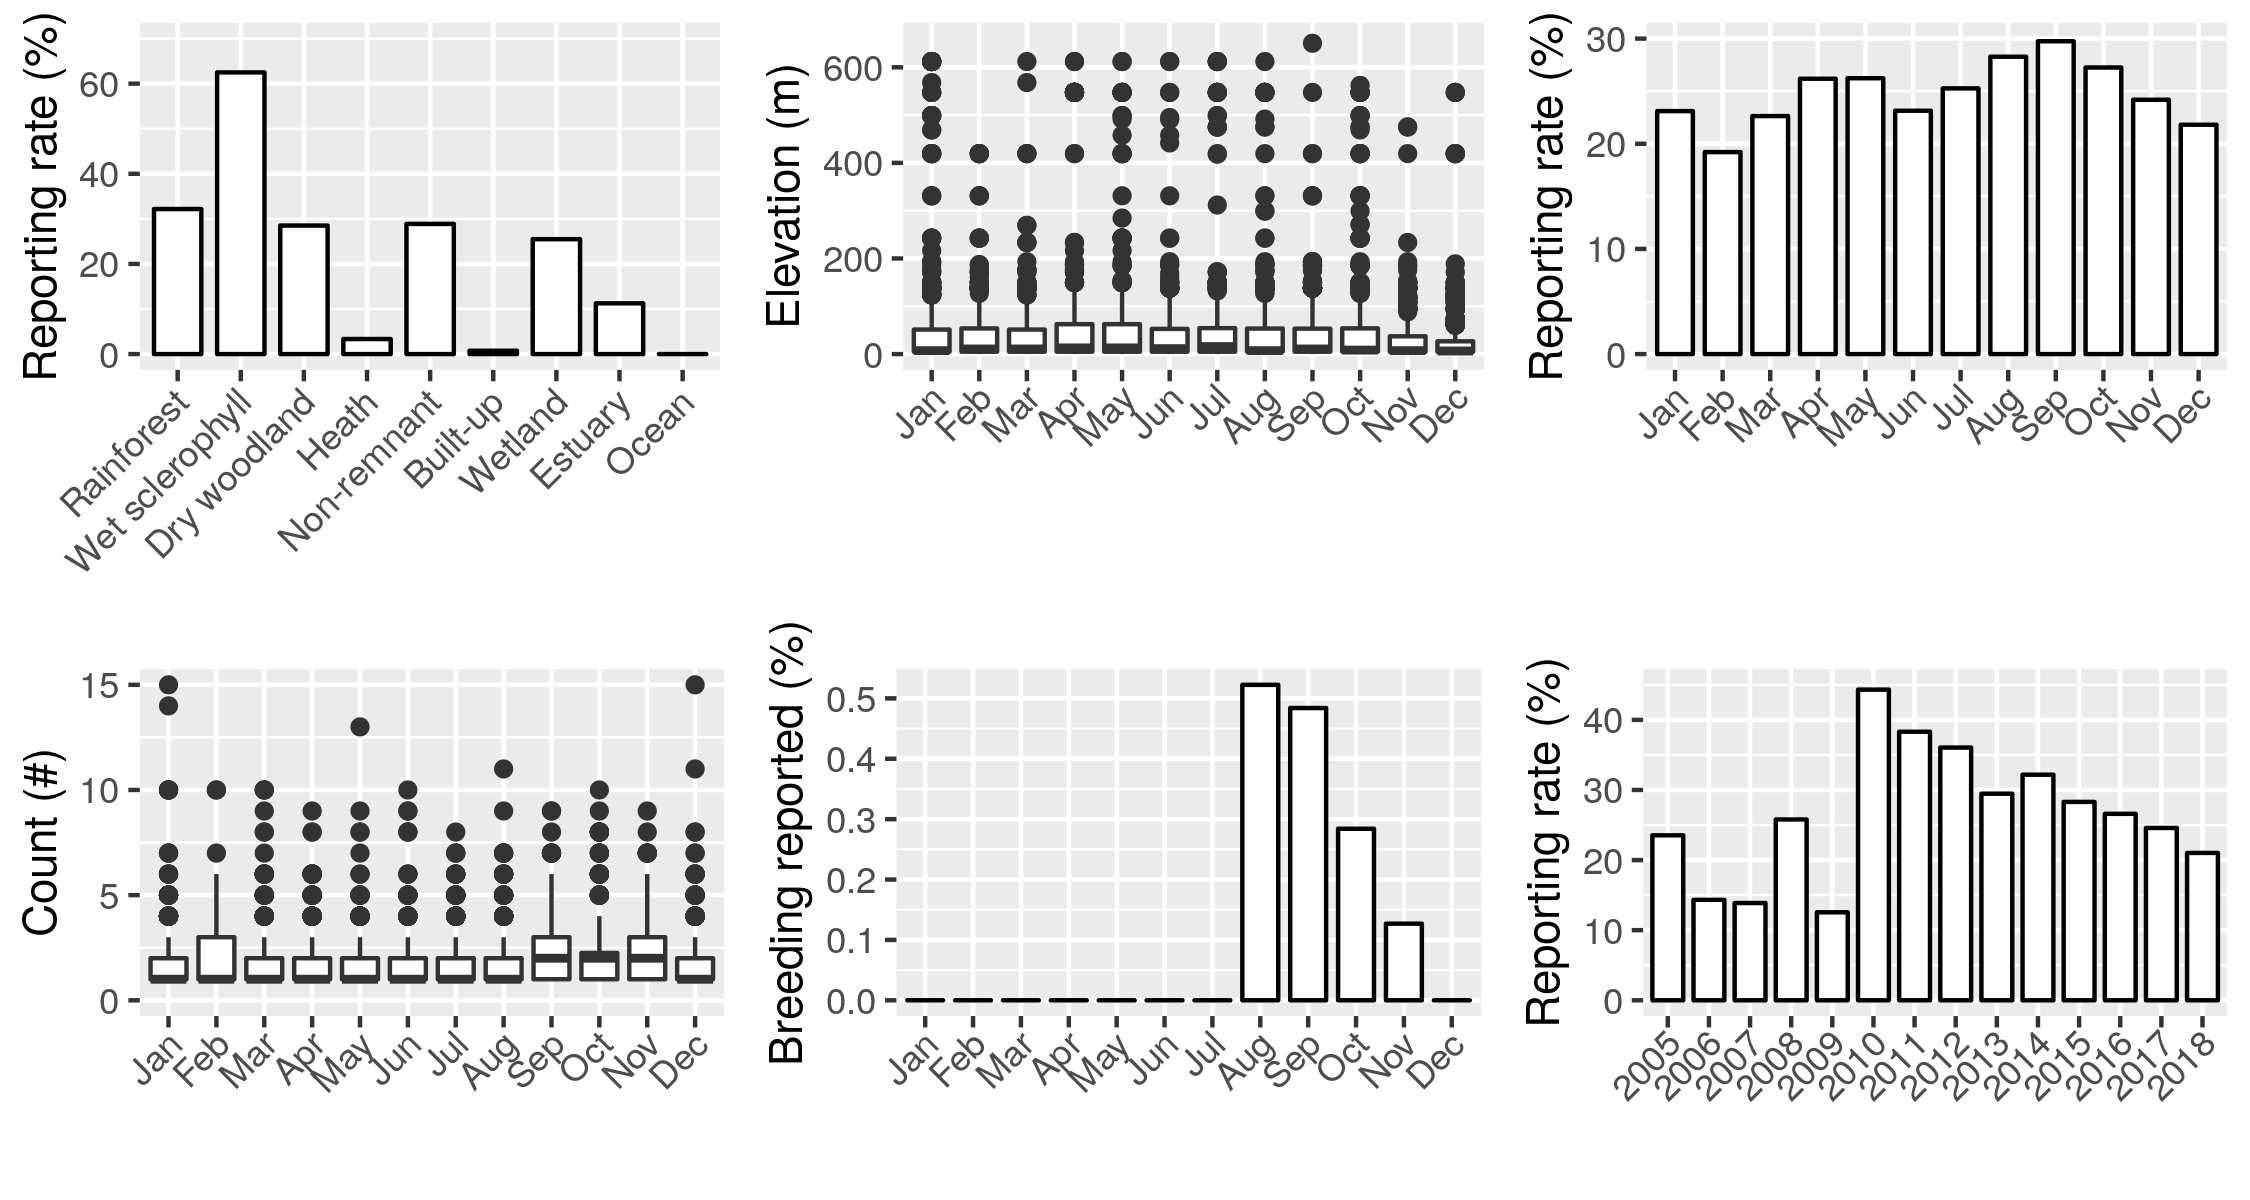 Reporting rate (%)
60
40
20
0
Rainforest
Wet sclerophyll
Dry woodland
Heath
Non-remnant
Built-up
Wetland
Estuary
Ocean
Elevation (m)
600
400
200
0
Jan
Feb
Mar
Apr
May
Jun
Jul
Aug
Sep
Oct
Nov
Dec
Reporting rate (%)
30
20
10
0
Jan
Feb
Mar
Apr
May
Jun
Jul
Aug
Sep
Oct
Nov
Dec
Count (#)
15
10
5
0
Jan
Feb
Mar
Apr
May
Jun
Jul
Aug
Sep
Oct
Nov
Dec
Breeding reported (%)
0.5
0.4
0.3
0.2
0.1
0.0
Jan
Feb
Mar
Apr
May
Jun
Jul
Aug
Sep
Oct
Nov
Dec
Reporting rate (%)
40
30
20
10
0
2005
2006
2007
2008
2009
2010
2011
2012
2013
2014
2015
2016
2017
2018